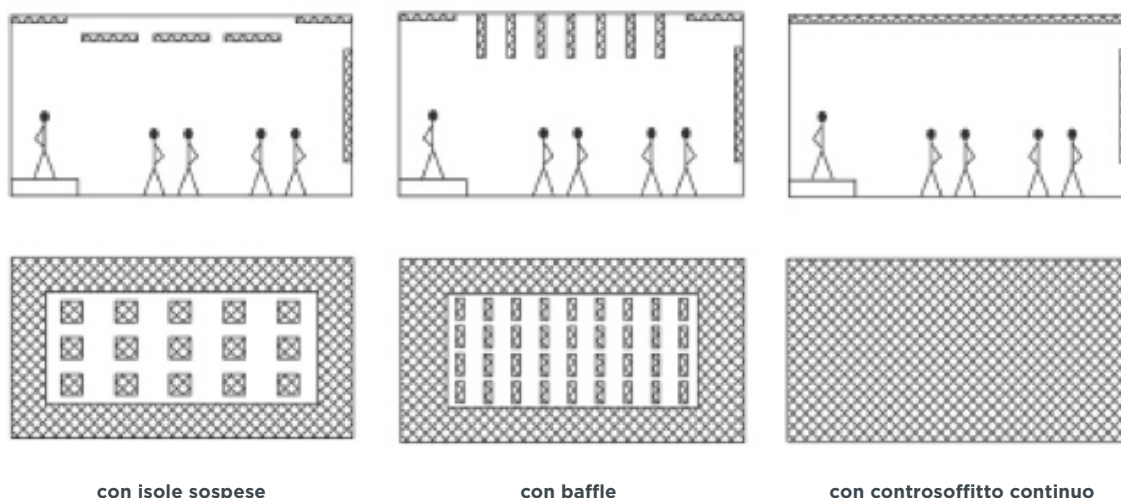 con isole sospese
con baffle
con controsoffitto continuo